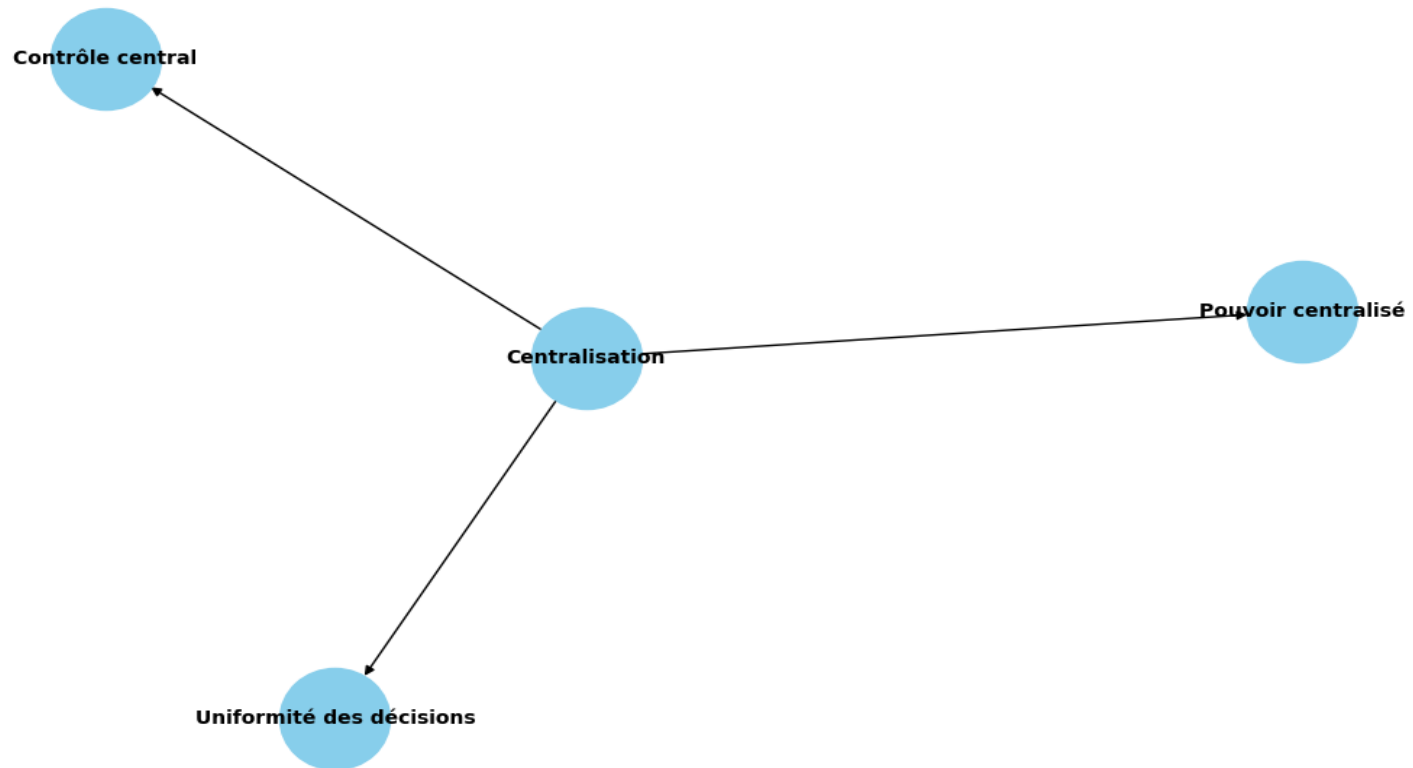 Contrôle central
Pouvoir centralisé
Centralisation
Uniformité des décisions